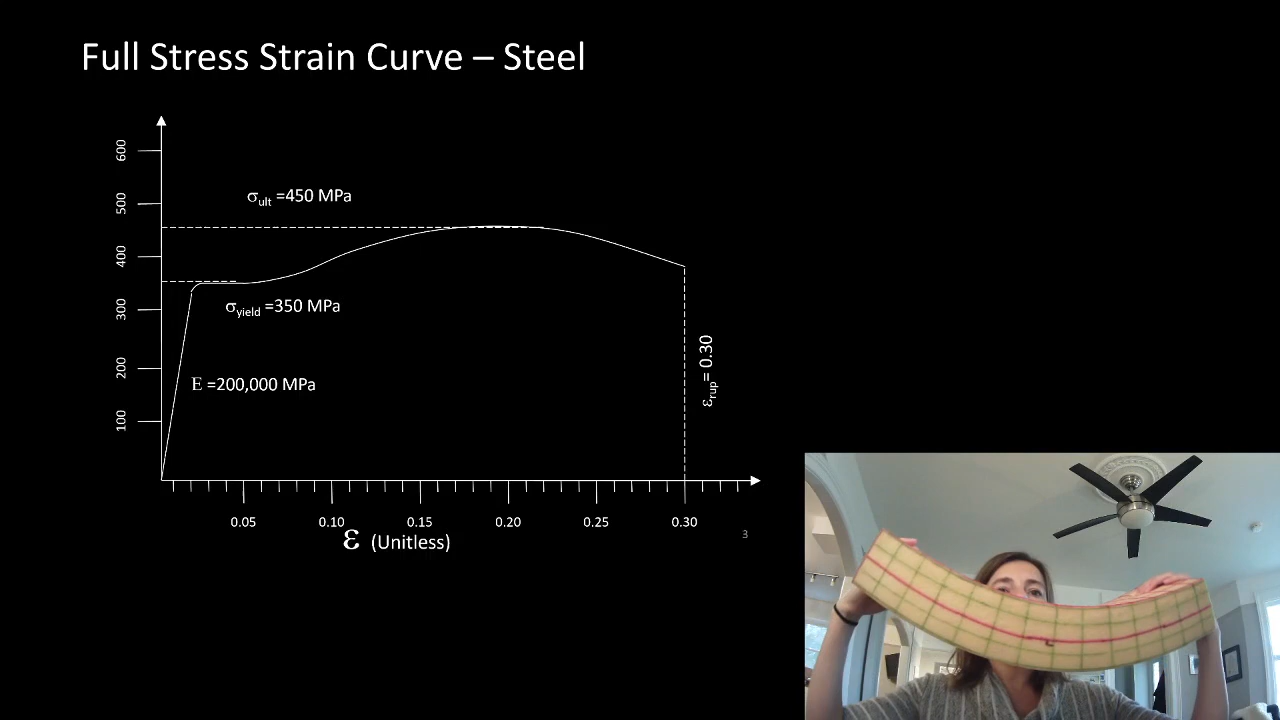 Full Stress Strain Curve – Steel
600
500
400
300
200
100
σult =450 MPa
σyield =350 MPa
E =200,000 MPa
εrup= 0.30
0.05 0.10 0.15 0.20 0.25 0.30
ε (Unitless)
3